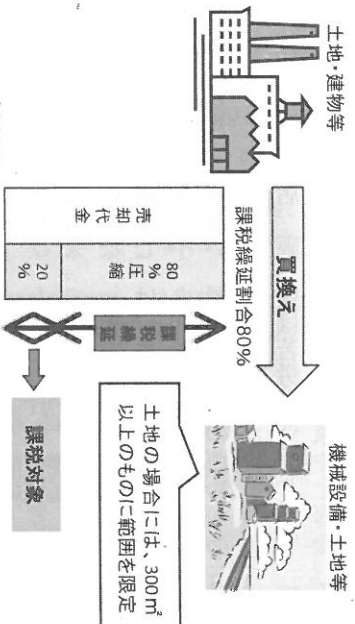 土地・建物等
買換え
機械設備・土地等
課税繰延割合80%
売却代金
80%圧縮
20%
課税繰延
課税対象
土地の場合には、300㎡
以上のものに範囲を限定